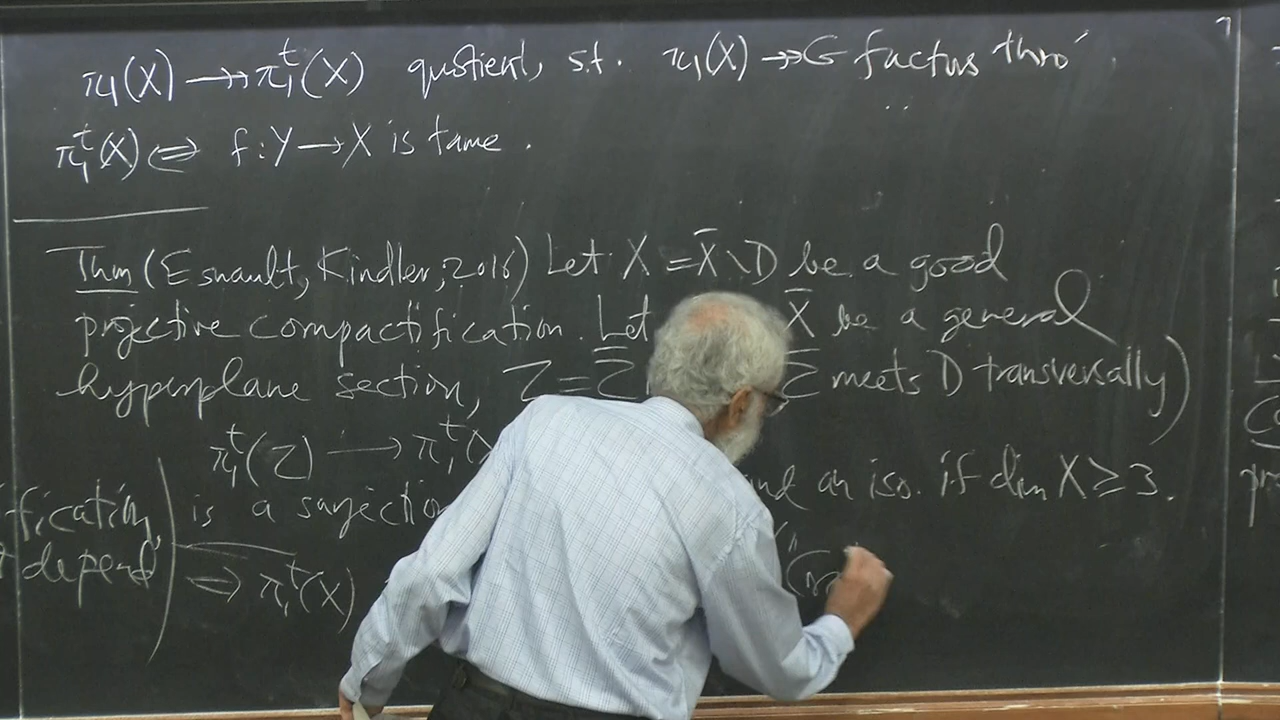 π₁(X) ↠ π₁ᵗ(X) quotient, s.t. π₁(X) ↠ G factors thro'
π₁ᵗ(X) ⇔ f: Y → X is tame.
Thm (Esnault, Kindler, 2016) Let X = X̄ \ D be a good
projective compactification. Let X̄ be a general
hyperplane section, Z = Z̄ Z̄ meets D transversally)
π₁ᵗ(Z) → π₁ᵗ(X
is a surjection and an iso. if dim X ≥ 3.
depend)
⇒ π₁ᵗ(X)